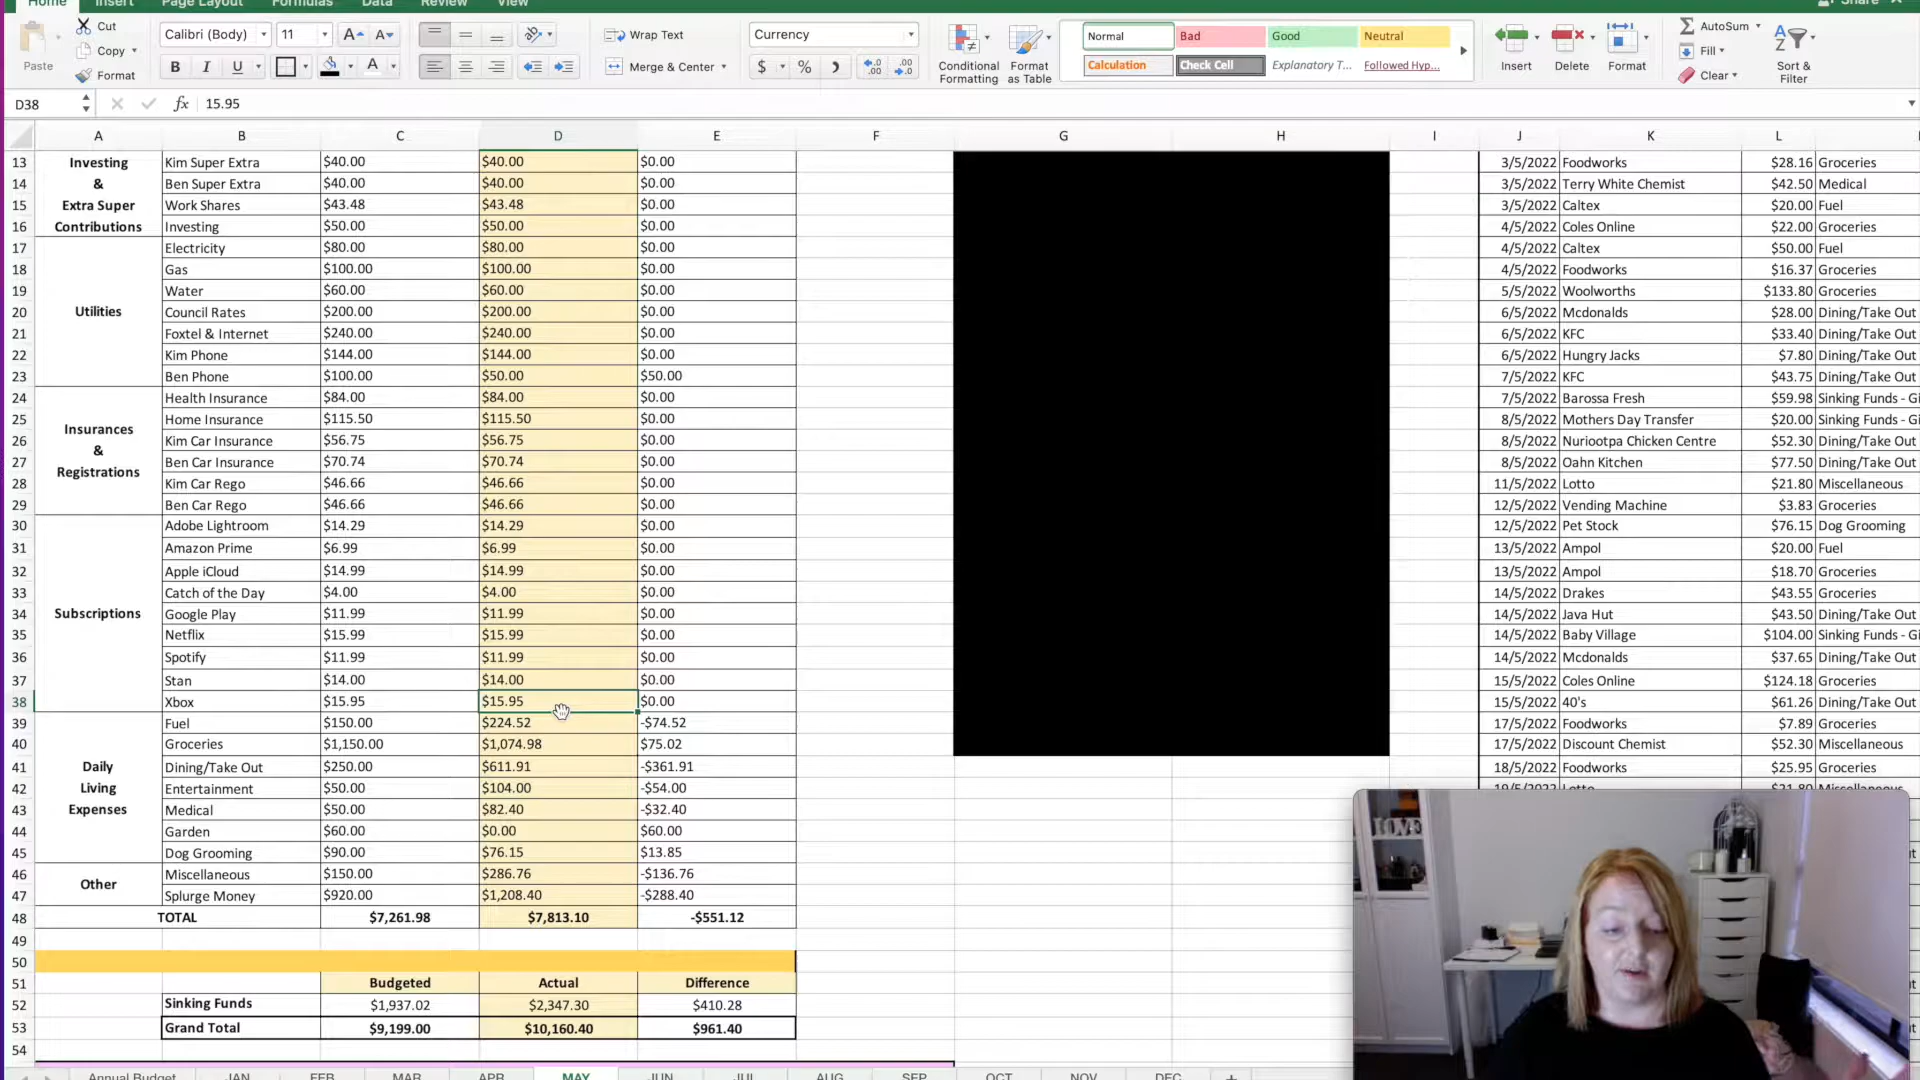 Home Insert Page Layout Formulas Data Review View Share
Cut Calibri (Body) 11 Wrap Text Currency Normal Bad Good Neutral AutoSum
Copy Fill
Paste Format Merge & Center $ % Conditional Formatting Format as Table Calculation Check Cell Explanatory T... Followed Hyp... Insert Delete Format Clear Sort & Filter
D38 fx 15.95
A B C D E F G H I J K L
13 Investing Kim Super Extra $40.00 $40.00 $0.00 3/5/2022 Foodworks $28.16 Groceries
14 & Ben Super Extra $40.00 $40.00 $0.00 3/5/2022 Terry White Chemist $42.50 Medical
15 Extra Super Work Shares $43.48 $43.48 $0.00 3/5/2022 Caltex $20.00 Fuel
16 Contributions Investing $50.00 $50.00 $0.00 4/5/2022 Coles Online $22.00 Groceries
17 Electricity $80.00 $80.00 $0.00 4/5/2022 Caltex $50.00 Fuel
18 Gas $100.00 $100.00 $0.00 4/5/2022 Foodworks $16.37 Groceries
19 Water $60.00 $60.00 $0.00 5/5/2022 Woolworths $133.80 Groceries
20 Utilities Council Rates $200.00 $200.00 $0.00 6/5/2022 Mcdonalds $28.00 Dining/Take Out
21 Foxtel & Internet $240.00 $240.00 $0.00 6/5/2022 KFC $33.40 Dining/Take Out
22 Kim Phone $144.00 $144.00 $0.00 6/5/2022 Hungry Jacks $7.80 Dining/Take Out
23 Ben Phone $100.00 $50.00 $50.00 7/5/2022 KFC $43.75 Dining/Take Out
24 Health Insurance $84.00 $84.00 $0.00 7/5/2022 Barossa Fresh $59.98 Sinking Funds - Gi
25 Insurances Home Insurance $115.50 $115.50 $0.00 8/5/2022 Mothers Day Transfer $20.00 Sinking Funds - Gi
26 & Kim Car Insurance $56.75 $56.75 $0.00 8/5/2022 Nuriootpa Chicken Centre $52.30 Dining/Take Out
27 Registrations Ben Car Insurance $70.74 $70.74 $0.00 8/5/2022 Oahn Kitchen $77.50 Dining/Take Out
28 Kim Car Rego $46.66 $46.66 $0.00 11/5/2022 Lotto $21.80 Miscellaneous
29 Ben Car Rego $46.66 $46.66 $0.00 12/5/2022 Vending Machine $3.83 Groceries
30 Adobe Lightroom $14.29 $14.29 $0.00 12/5/2022 Pet Stock $76.15 Dog Grooming
31 Amazon Prime $6.99 $6.99 $0.00 13/5/2022 Ampol $20.00 Fuel
32 Apple iCloud $14.99 $14.99 $0.00 13/5/2022 Ampol $18.70 Groceries
33 Catch of the Day $4.00 $4.00 $0.00 14/5/2022 Drakes $43.55 Groceries
34 Subscriptions Google Play $11.99 $11.99 $0.00 14/5/2022 Java Hut $43.50 Dining/Take Out
35 Netflix $15.99 $15.99 $0.00 14/5/2022 Baby Village $104.00 Sinking Funds - Gi
36 Spotify $11.99 $11.99 $0.00 14/5/2022 Mcdonalds $37.65 Dining/Take Out
37 Stan $14.00 $14.00 $0.00 15/5/2022 Coles Online $124.18 Groceries
38 Xbox $15.95 $15.95 $0.00 15/5/2022 40's $61.26 Dining/Take Out
39 Fuel $150.00 $224.52 -$74.52 17/5/2022 Foodworks $7.89 Groceries
40 Groceries $1,150.00 $1,074.98 $75.02 17/5/2022 Discount Chemist $52.30 Miscellaneous
41 Daily Dining/Take Out $250.00 $611.91 -$361.91 18/5/2022 Foodworks $25.95 Groceries
42 Living Entertainment $50.00 $104.00 -$54.00 19/5/2022 Lotto $21.80 Miscellaneous
43 Expenses Medical $50.00 $82.40 -$32.40
44 Garden $60.00 $0.00 $60.00
45 Dog Grooming $90.00 $76.15 $13.85
46 Other Miscellaneous $150.00 $286.76 -$136.76
47 Splurge Money $920.00 $1,208.40 -$288.40
48 TOTAL $7,261.98 $7,813.10 -$551.12
49
50
51 Budgeted Actual Difference
52 Sinking Funds $1,937.02 $2,347.30 $410.28
53 Grand Total $9,199.00 $10,160.40 $961.40
54
Annual Budget JAN FEB MAR APR MAY JUN JUL AUG SEP OCT NOV DEC +